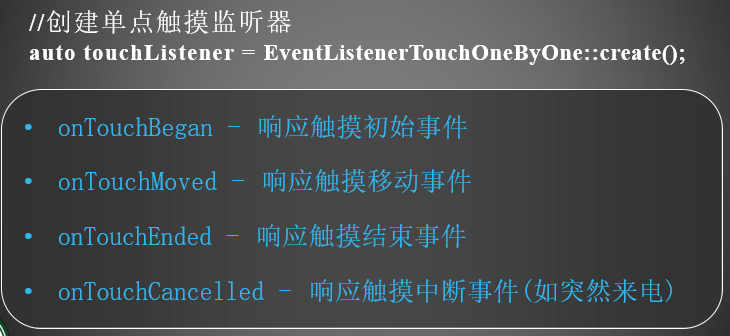 //创建单点触摸监听器
auto touchListener = EventListenerTouchOneByOne::create();
• onTouchBegan - 响应触摸初始事件
• onTouchMoved - 响应触摸移动事件
• onTouchEnded - 响应触摸结束事件
• onTouchCancelled - 响应触摸中断事件(如突然来电)